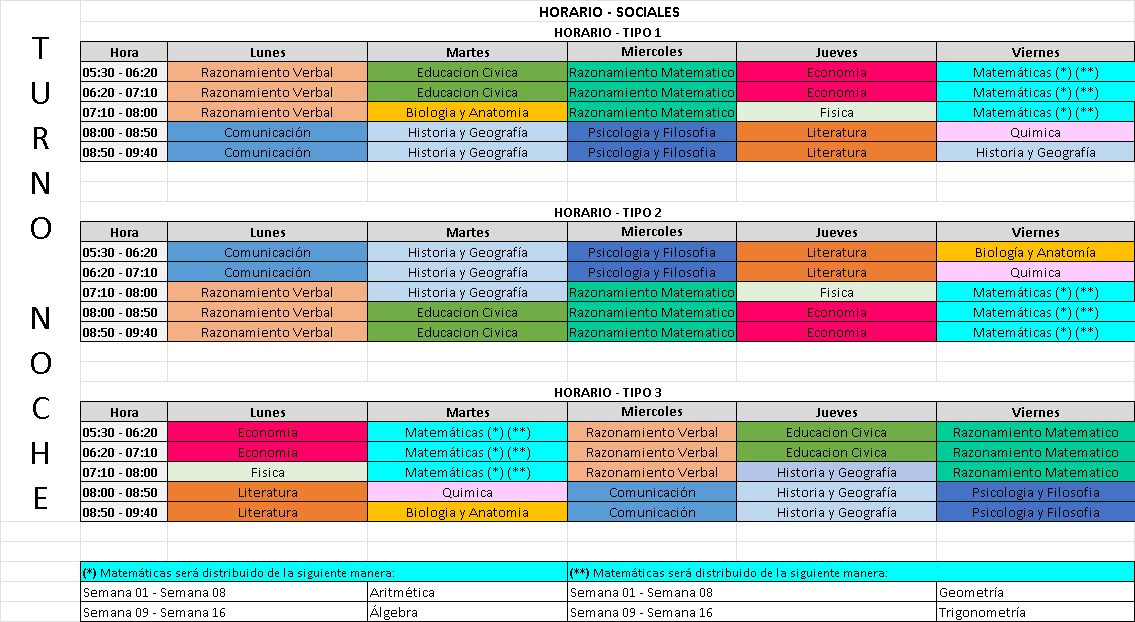 TURNO NOCHE
HORARIO - SOCIALES
HORARIO - TIPO 1
Hora Lunes Martes Miercoles Jueves Viernes
05:30 - 06:20 Razonamiento Verbal Educacion Civica Razonamiento Matematico Economia Matemáticas (*) (**)
06:20 - 07:10 Razonamiento Verbal Educacion Civica Razonamiento Matematico Economia Matemáticas (*) (**)
07:10 - 08:00 Razonamiento Verbal Biologia y Anatomia Razonamiento Matematico Fisica Matemáticas (*) (**)
08:00 - 08:50 Comunicación Historia y Geografía Psicologia y Filosofia Literatura Quimica
08:50 - 09:40 Comunicación Historia y Geografía Psicologia y Filosofia Literatura Historia y Geografía
HORARIO - TIPO 2
Hora Lunes Martes Miercoles Jueves Viernes
05:30 - 06:20 Comunicación Historia y Geografía Psicologia y Filosofia Literatura Biología y Anatomía
06:20 - 07:10 Comunicación Historia y Geografía Psicologia y Filosofia Literatura Quimica
07:10 - 08:00 Razonamiento Verbal Historia y Geografía Razonamiento Matematico Fisica Matemáticas (*) (**)
08:00 - 08:50 Razonamiento Verbal Educacion Civica Razonamiento Matematico Economia Matemáticas (*) (**)
08:50 - 09:40 Razonamiento Verbal Educacion Civica Razonamiento Matematico Economia Matemáticas (*) (**)
HORARIO - TIPO 3
Hora Lunes Martes Miercoles Jueves Viernes
05:30 - 06:20 Economia Matemáticas (*) (**) Razonamiento Verbal Educacion Civica Razonamiento Matematico
06:20 - 07:10 Economia Matemáticas (*) (**) Razonamiento Verbal Educacion Civica Razonamiento Matematico
07:10 - 08:00 Fisica Matemáticas (*) (**) Razonamiento Verbal Historia y Geografía Razonamiento Matematico
08:00 - 08:50 Literatura Quimica Comunicación Historia y Geografía Psicologia y Filosofia
08:50 - 09:40 Literatura Biologia y Anatomia Comunicación Historia y Geografía Psicologia y Filosofia
(*) Matemáticas será distribuido de la siguiente manera: (**) Matemáticas será distribuido de la siguiente manera:
Semana 01 - Semana 08 Aritmética Semana 01 - Semana 08 Geometría
Semana 09 - Semana 16 Álgebra Semana 09 - Semana 16 Trigonometría